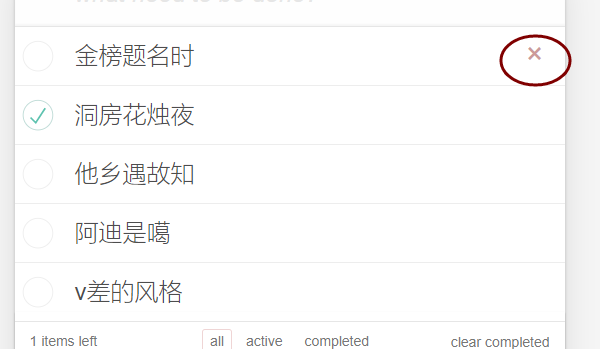 金榜题名时
洞房花烛夜
他乡遇故知
阿迪是噶
v差的风格
1 items left all active completed clear completed